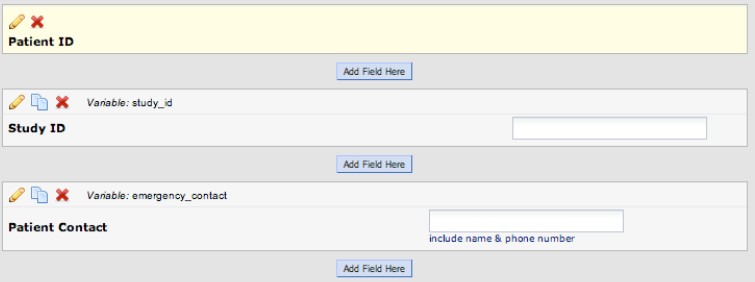 Patient ID
Add Field Here
Variable: study_id
Study ID
Add Field Here
Variable: emergency_contact
Patient Contact
include name & phone number
Add Field Here